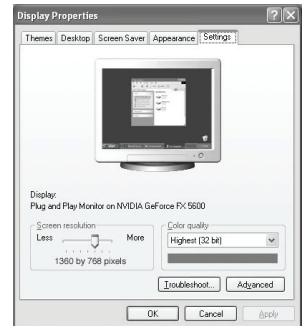 Display Properties
Themes Desktop Screen Saver Appearance Settings
Display:
Plug and Play Monitor on NVIDIA GeForce FX 5600
Screen resolution
Less More
1360 by 768 pixels
Color quality
Highest (32 bit)
Troubleshoot... Advanced
OK Cancel Apply